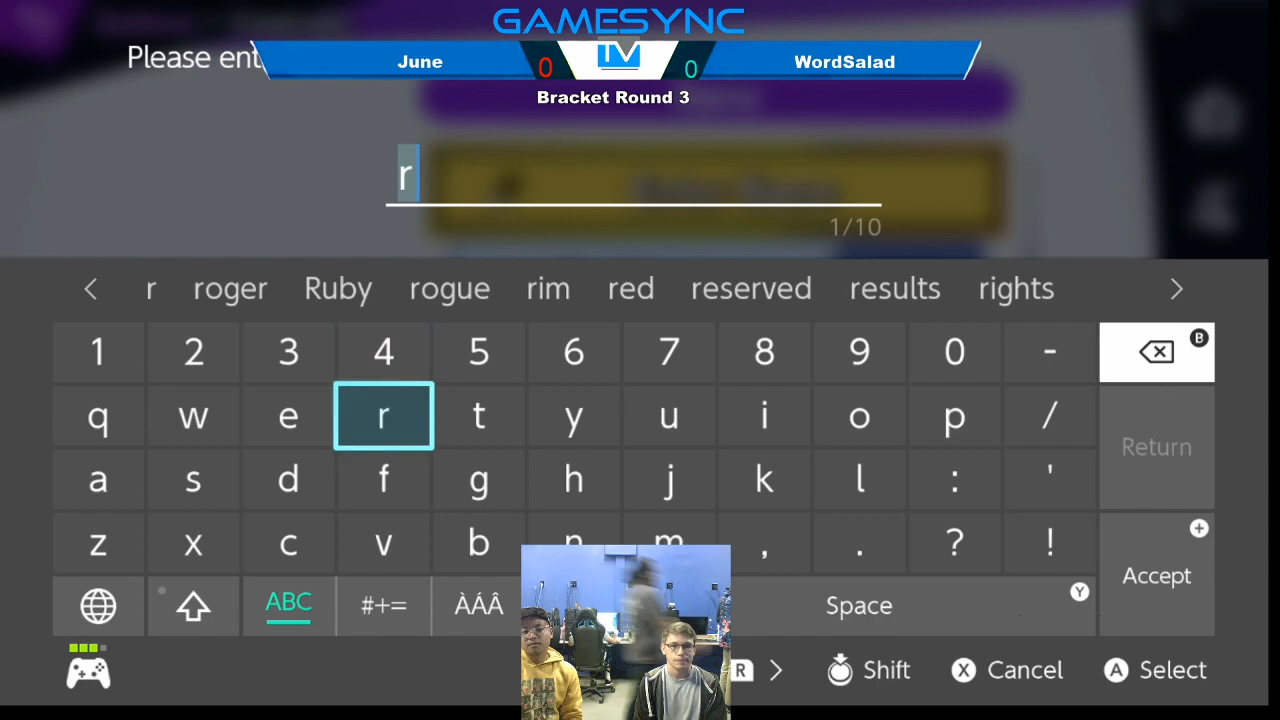 GAMESYNC
TV
Please ent
June 0 0 WordSalad
Bracket Round 3
r
1/10
< r roger Ruby rogue rim red reserved results rights >
1 2 3 4 5 6 7 8 9 0 - B
q w e r t y u i o p /
Return
a s d f g h j k l : '
z x c v b n m , . ? ! +
Accept
ABC #+= ÀÁÂ Space Y
R > Shift X Cancel A Select